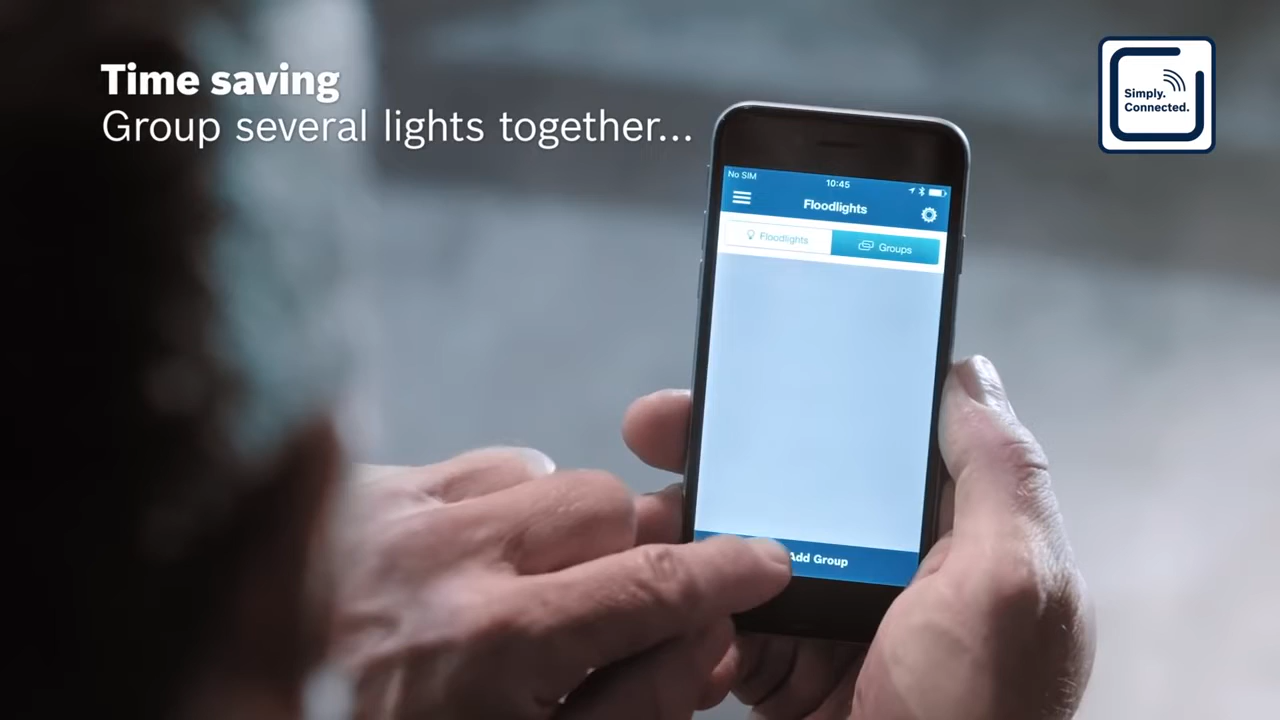 Time saving
Group several lights together...
Simply.
Connected.
No SIM
10:45
Floodlights
Floodlights
Groups
Add Group